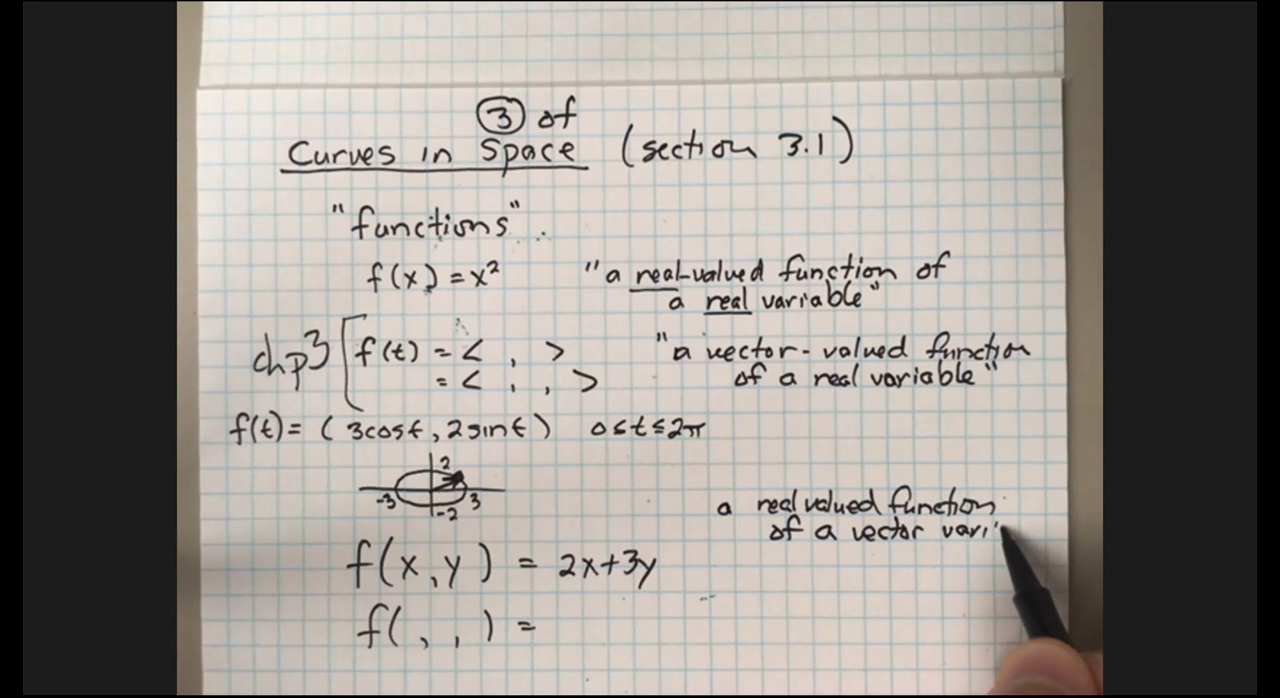 ③ of
Curves in Space (section 3.1)
"functions".
f(x) = x² "a real-valued function of
a real variable"
chp3 f(t) = < , > "a vector-valued function
= < , , > of a real variable"
f(t) = (3cost, 2sint) 0≤t≤2π
2
-3 3
-2
a real valued function
of a vector vari
f(x,y) = 2x+3y
f( , , ) =